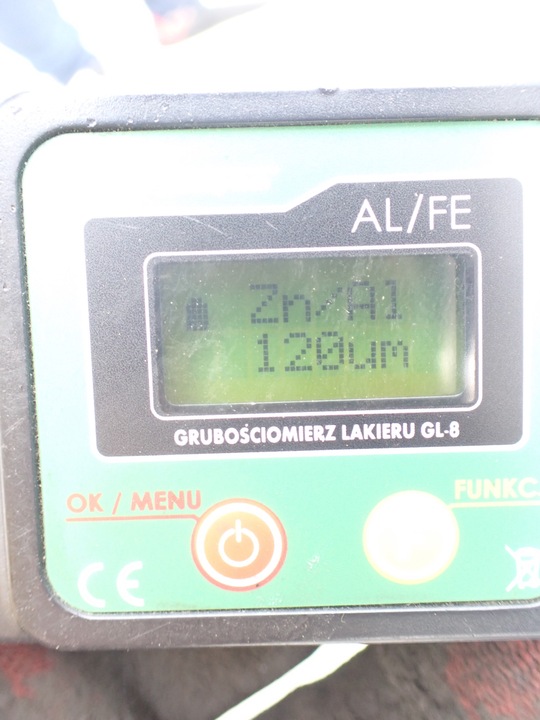 AL/FE
Zn/Al
120um
GRUBOŚCIOMIERZ LAKIERU GL-8
OK / MENU
FUNKC
CE